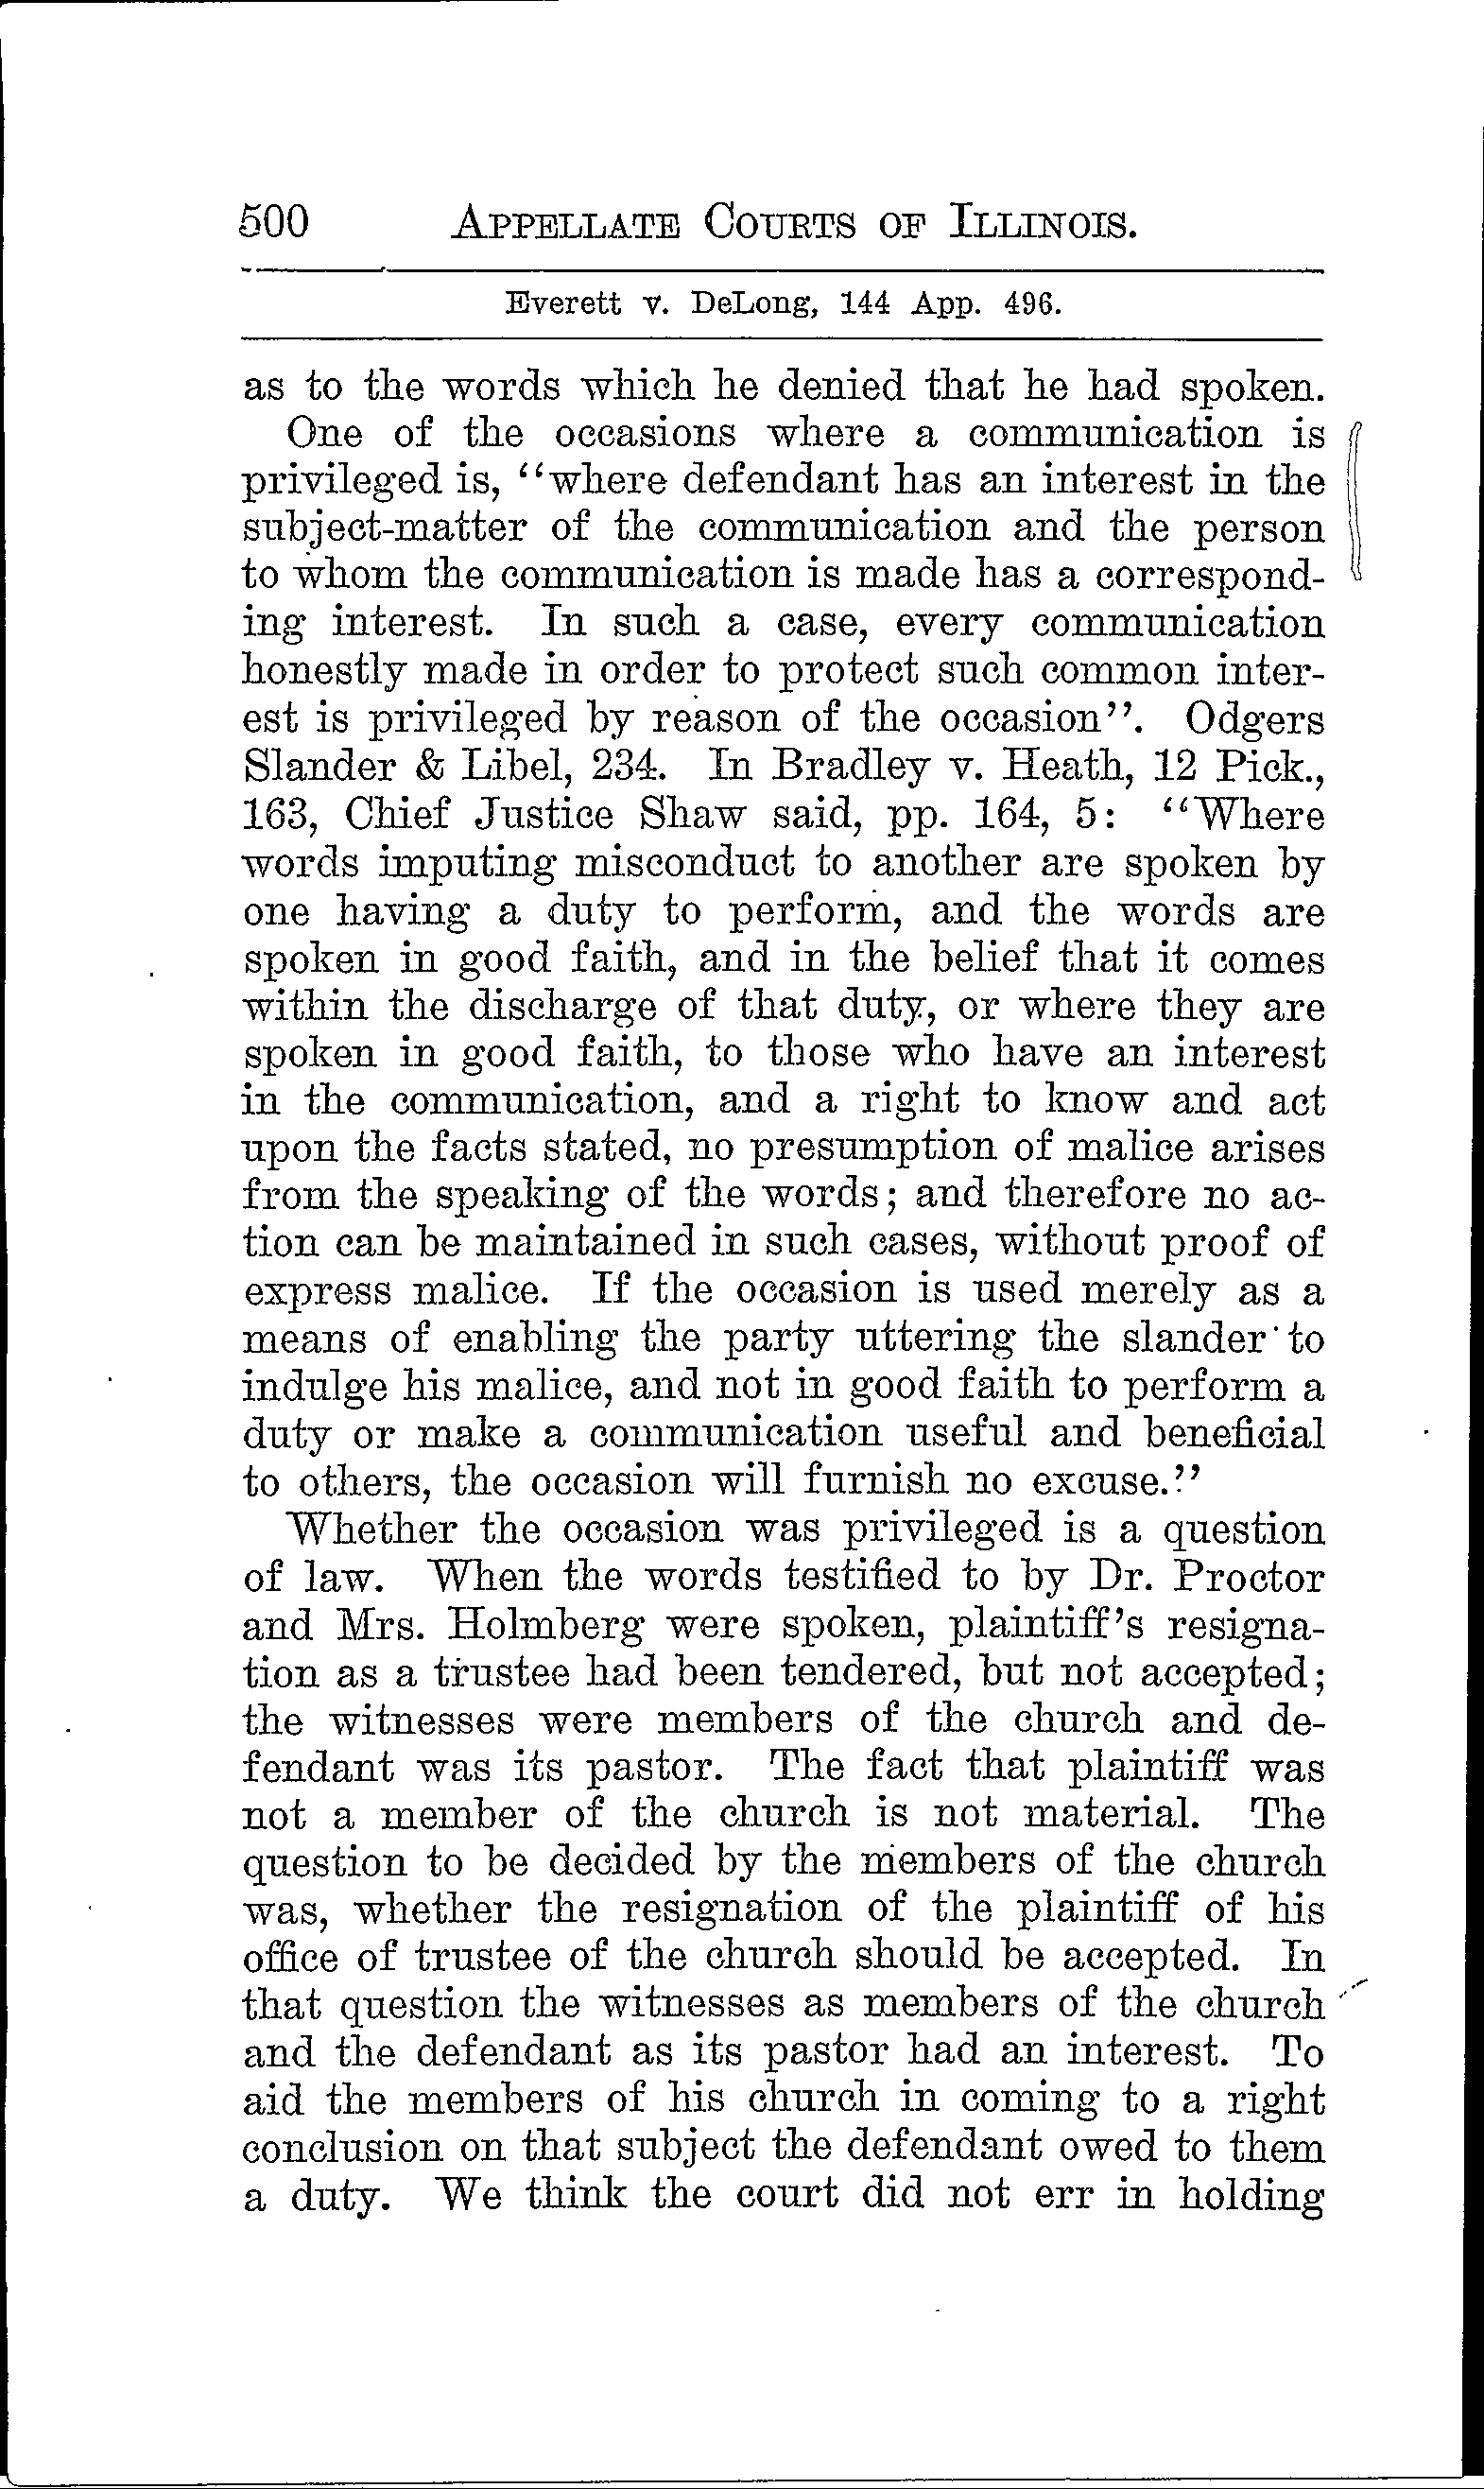 500 APPELLATE COURTS OF ILLINOIS.
Everett v. DeLong, 144 App. 496.
as to the words which he denied that he had spoken.
One of the occasions where a communication is
privileged is, “where defendant has an interest in the
subject-matter of the communication and the person
to whom the communication is made has a correspond-
ing interest. In such a case, every communication
honestly made in order to protect such common inter-
est is privileged by reason of the occasion”. Odgers
Slander & Libel, 234. In Bradley v. Heath, 12 Pick.,
163, Chief Justice Shaw said, pp. 164, 5: “Where
words imputing misconduct to another are spoken by
one having a duty to perform, and the words are
spoken in good faith, and in the belief that it comes
within the discharge of that duty, or where they are
spoken in good faith, to those who have an interest
in the communication, and a right to know and act
upon the facts stated, no presumption of malice arises
from the speaking of the words; and therefore no ac-
tion can be maintained in such cases, without proof of
express malice. If the occasion is used merely as a
means of enabling the party uttering the slander to
indulge his malice, and not in good faith to perform a
duty or make a communication useful and beneficial
to others, the occasion will furnish no excuse.”
Whether the occasion was privileged is a question
of law. When the words testified to by Dr. Proctor
and Mrs. Holmberg were spoken, plaintiff’s resigna-
tion as a trustee had been tendered, but not accepted;
the witnesses were members of the church and de-
fendant was its pastor. The fact that plaintiff was
not a member of the church is not material. The
question to be decided by the members of the church
was, whether the resignation of the plaintiff of his
office of trustee of the church should be accepted. In
that question the witnesses as members of the church
and the defendant as its pastor had an interest. To
aid the members of his church in coming to a right
conclusion on that subject the defendant owed to them
a duty. We think the court did not err in holding